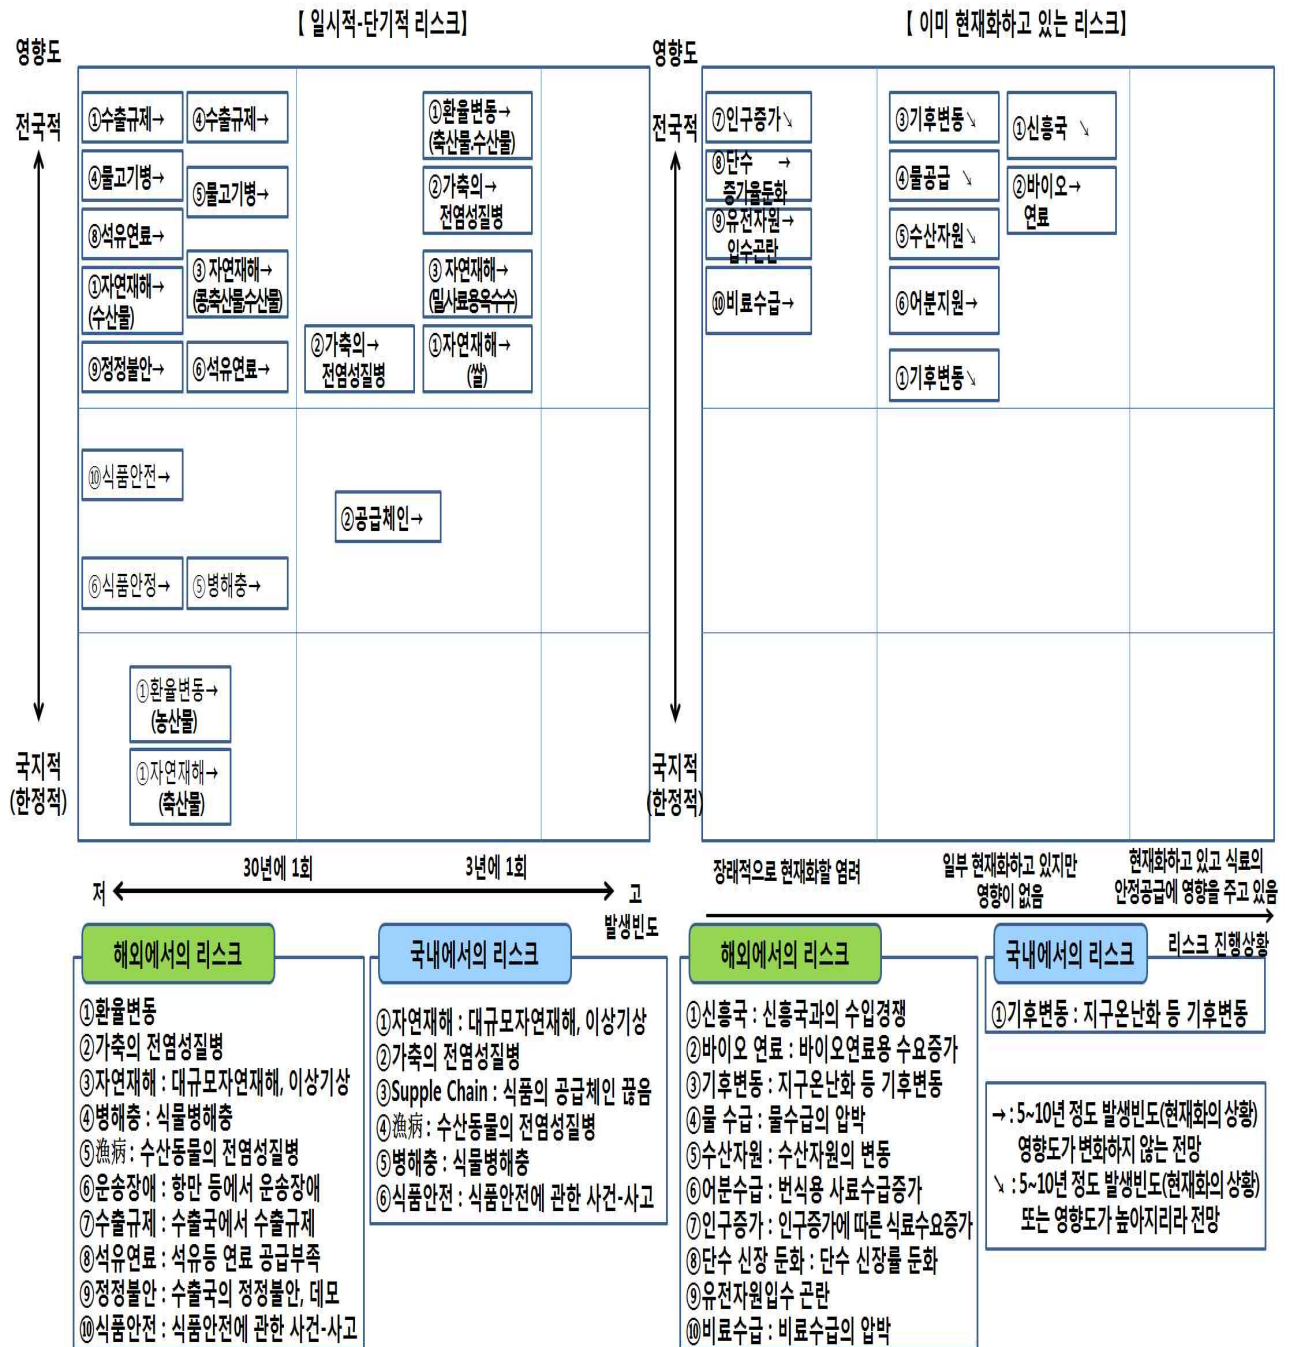 【 일시적-단기적 리스크】
영향도
전국적
①수출규제→
④수출규제→
①환율변동→
(축산물.수산물)
④물고기병→
⑤물고기병→
②가축의→
전염성질병
⑧석유연료→
①자연재해→
(수산물)
③ 자연재해→
(콩,축산물,수산물)
③ 자연재해→
(밀,사료용옥수수)
⑨정정불안→
⑥석유연료→
②가축의→
전염성질병
①자연재해→
(쌀)
⑩식품안전→
②공급체인→
⑥식품안정→
⑤병해충→
①환율변동→
(농산물)
①자연재해→
(축산물)
국지적
(한정적)
30년에 1회
3년에 1회
저
고
발생빈도
【 이미 현재화하고 있는 리스크】
영향도
전국적
⑦인구증가↘
③기후변동↘
①신흥국 ↘
⑧단수 →
증가율둔화
④물공급 ↘
②바이오→
연료
⑨유전자원→
입수곤란
⑤수산자원↘
⑩비료수급→
⑥어분지원→
①기후변동↘
국지적
(한정적)
장래적으로 현재화할 염려
일부 현재화하고 있지만
영향이 없음
현재화하고 있고 식료의
안정공급에 영향을 주고 있음
리스크 진행상황
해외에서의 리스크
①환율변동
②가축의 전염성질병
③자연재해 : 대규모자연재해, 이상기상
④병해충 : 식물병해충
⑤漁病 : 수산동물의 전염성질병
⑥운송장애 : 항만 등에서 운송장애
⑦수출규제 : 수출국에서 수출규제
⑧석유연료 : 석유등 연료 공급부족
⑨정정불안 : 수출국의 정정불안, 데모
⑩식품안전 : 식품안전에 관한 사건-사고
국내에서의 리스크
①자연재해 : 대규모자연재해, 이상기상
②가축의 전염성질병
③Supple Chain : 식품의 공급체인 끊음
④漁病 : 수산동물의 전염성질병
⑤병해충 : 식물병해충
⑥식품안전 : 식품안전에 관한 사건-사고
해외에서의 리스크
①신흥국 : 신흥국과의 수입경쟁
②바이오 연료 : 바이오연료용 수요증가
③기후변동 : 지구온난화 등 기후변동
④물 수급 : 물수급의 압박
⑤수산자원 : 수산자원의 변동
⑥어분수급 : 번식용 사료수급증가
⑦인구증가 : 인구증가에 따른 식료수요증가
⑧단수 신장 둔화 : 단수 신장률 둔화
⑨유전자원입수 곤란
⑩비료수급 : 비료수급의 압박
국내에서의 리스크
①기후변동 : 지구온난화 등 기후변동
→ : 5~10년 정도 발생빈도(현재화의 상황)
영향도가 변화하지 않는 전망
↘ : 5~10년 정도 발생빈도(현재화의 상황)
또는 영향도가 높아지리라 전망